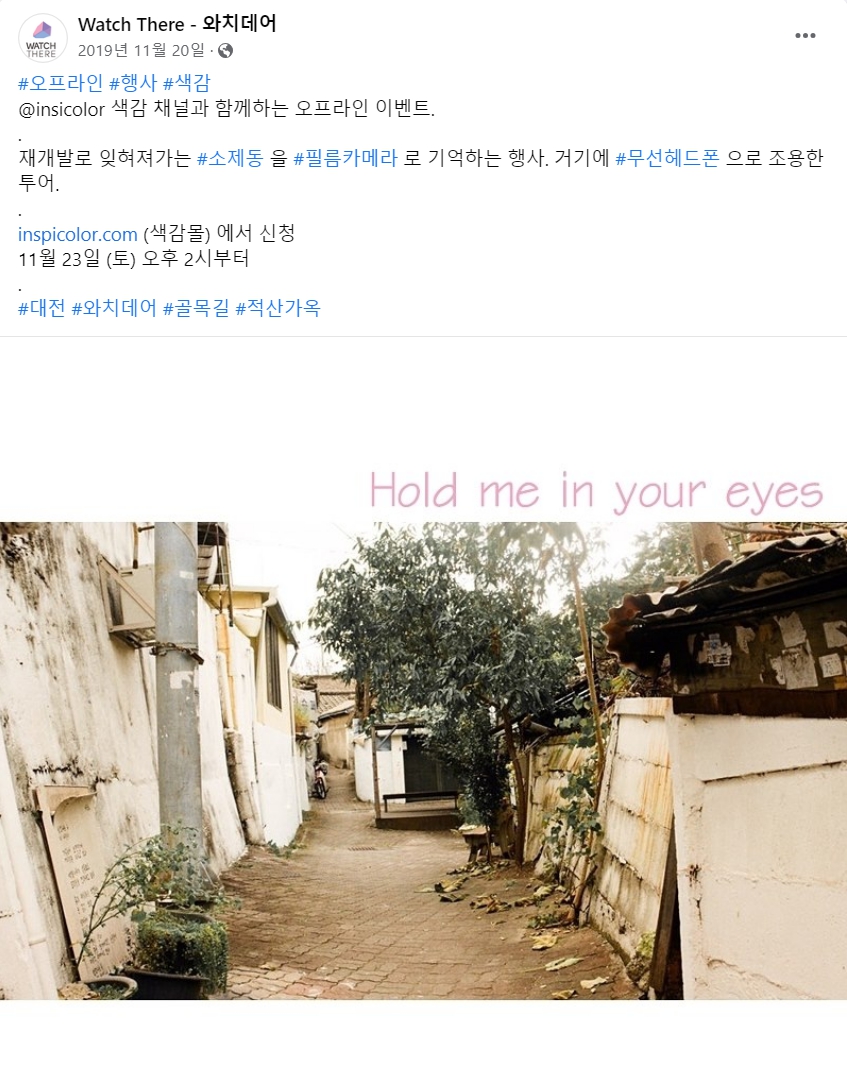 WATCH
THERE
Watch There - 와치데어
2019년 11월 20일 ·
#오프라인 #행사 #색감
@insicolor 색감 채널과 함께하는 오프라인 이벤트.
.
재개발로 잊혀져가는 #소제동 을 #필름카메라 로 기억하는 행사. 거기에 #무선헤드폰 으로 조용한
투어.
.
inspicolor.com (색감몰) 에서 신청
11월 23일 (토) 오후 2시부터
.
#대전 #와치데어 #골목길 #적산가옥
Hold me in your eyes